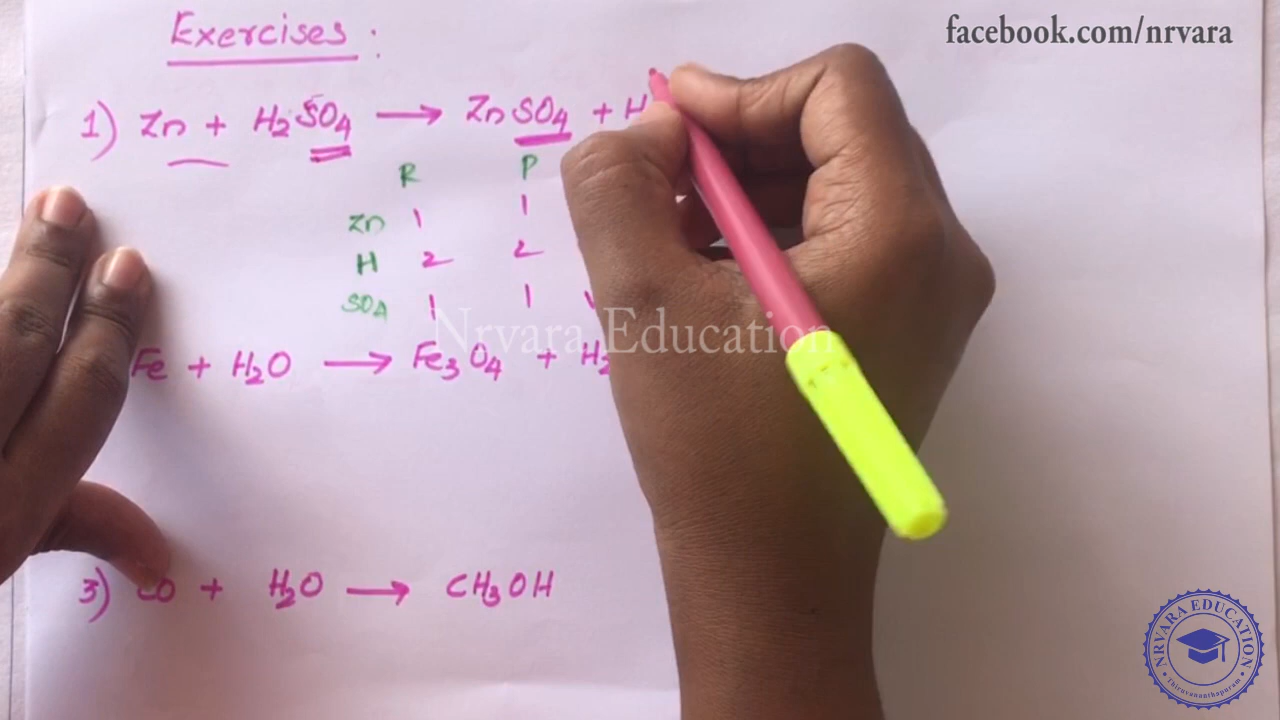 facebook.com/nrvara
Exercises :
1) Zn + H2SO4 → ZnSO4 + H
R P
Zn 1 1
H 2 2
SO4 1 1
Nrvara Education
Fe + H2O → Fe3O4 + H2
3) CO + H2O → CH3OH
NRVARA EDUCATION
Thiruvananthapuram